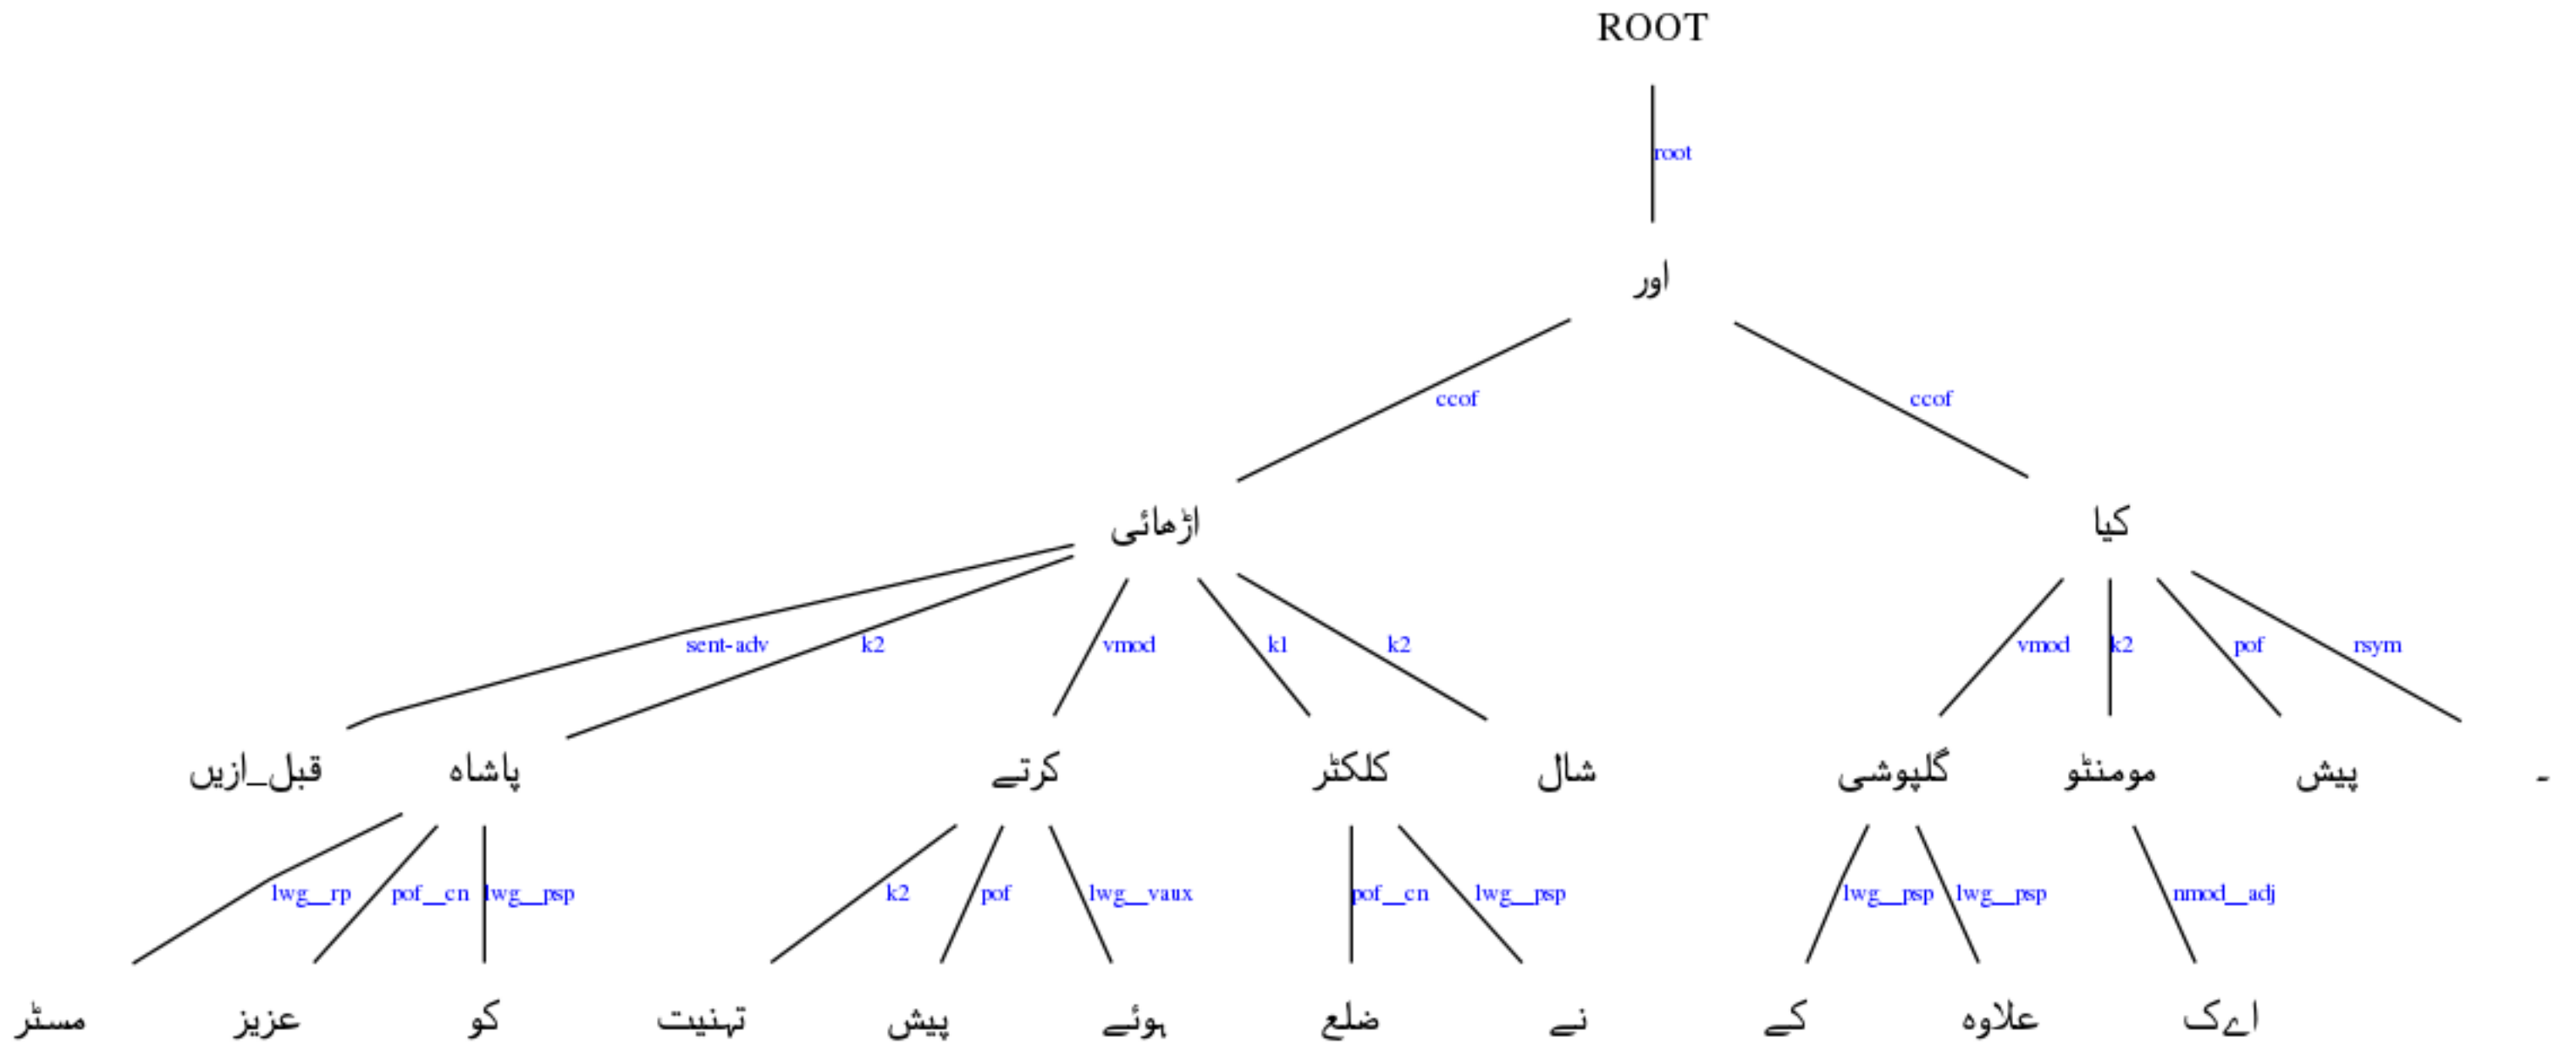 ROOT
root
اور
ccof ccof
اڑھائی کیا
sent-adv k2 vmod k1 k2 vmod k2 pof rsym
قبل_ازیں پاشاہ کرتے کلکٹر شال گلپوشی مومنٹو پیش ۔
lwg__rp pof__cn lwg__psp k2 pof lwg__vaux pof__cn lwg__psp lwg__psp lwg__psp nmod__adj
مسٹر عزیز کو تہنیت پیش ہوئے ضلع نے کے علاوہ اےک